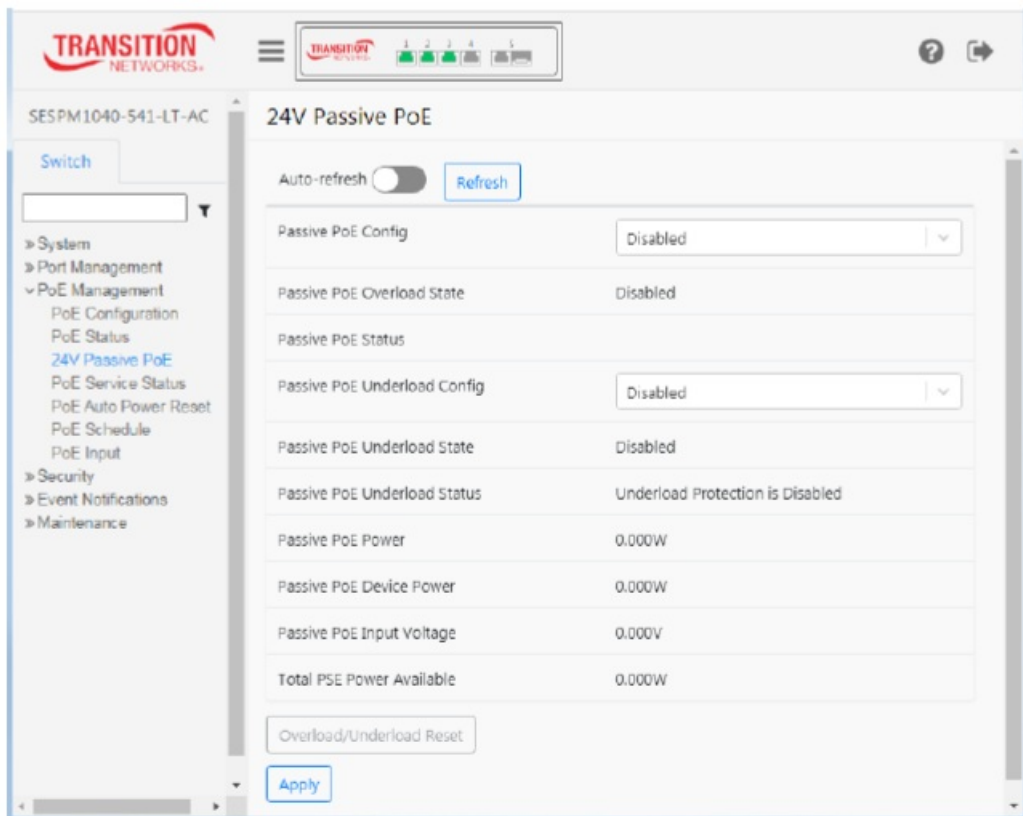 TRANSITION
NETWORKS.
TRANSITION
NETWORKS.
1 2 3 4 5
SESPM1040-541-LT-AC
Switch
System
Port Management
PoE Management
PoE Configuration
PoE Status
24V Passive PoE
PoE Service Status
PoE Auto Power Reset
PoE Schedule
PoE Input
Security
Event Notifications
Maintenance
24V Passive PoE
Auto-refresh Refresh
Passive PoE Config Disabled
Passive PoE Overload State Disabled
Passive PoE Status
Passive PoE Underload Config Disabled
Passive PoE Underload State Disabled
Passive PoE Underload Status Underload Protection is Disabled
Passive PoE Power 0.000W
Passive PoE Device Power 0.000W
Passive PoE Input Voltage 0.000V
Total PSE Power Available 0.000W
Overload/Underload Reset
Apply